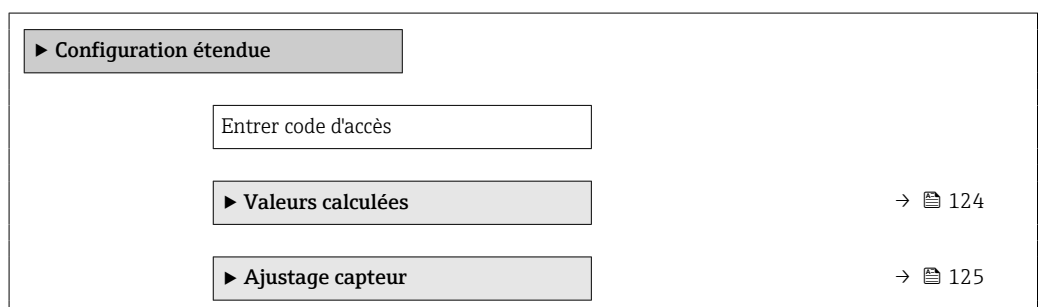 ▶ Configuration étendue
Entrer code d'accès
▶ Valeurs calculées → 124
▶ Ajustage capteur → 125